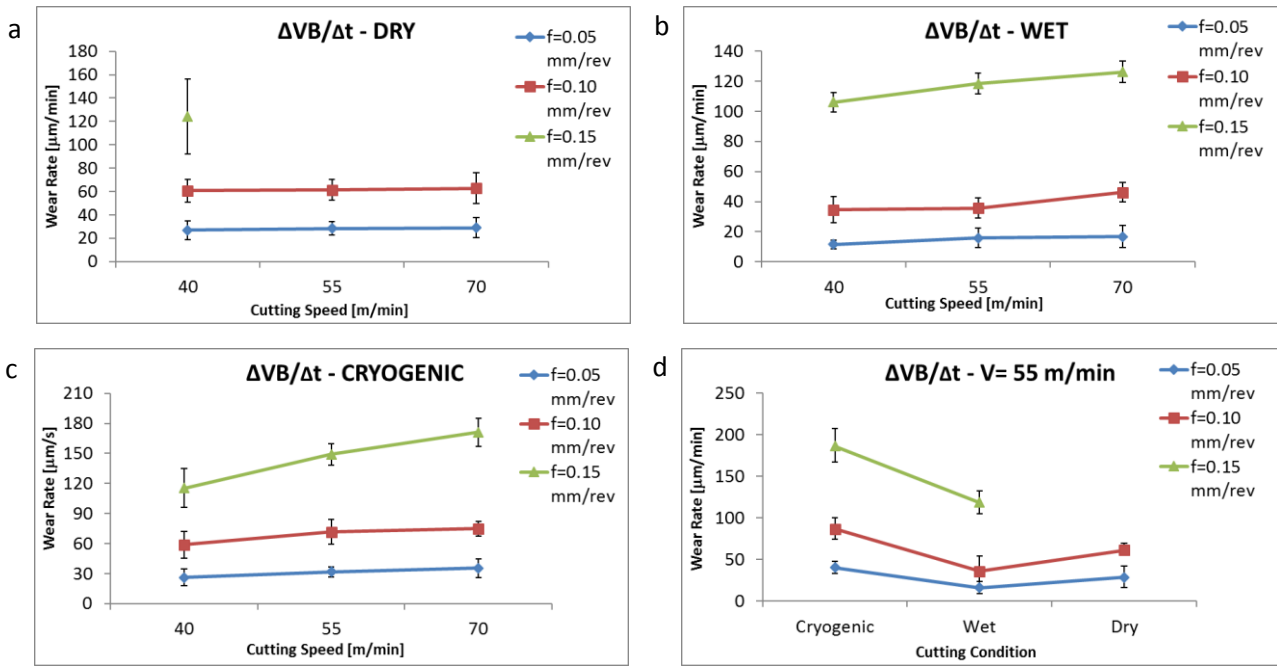 a
ΔVB/Δt - DRY
180
160
140
120
100
80
60
40
20
0
Wear Rate [μm/min]
40
55
70
Cutting Speed [m/min]
f=0.05
mm/rev
f=0.10
mm/rev
f=0.15
mm/rev
b
ΔVB/Δt - WET
140
120
100
80
60
40
20
0
Wear Rate [μm/min]
40
55
70
Cutting Speed [m/min]
f=0.05
mm/rev
f=0.10
mm/rev
f=0.15
mm/rev
c
ΔVB/Δt - CRYOGENIC
210
180
150
120
90
60
30
0
Wear Rate [μm/s]
40
55
70
Cutting Speed [m/min]
f=0.05
mm/rev
f=0.10
mm/rev
f=0.15
mm/rev
d
ΔVB/Δt - V= 55 m/min
250
200
150
100
50
0
Wear Rate [μm/min]
Cryogenic
Wet
Dry
Cutting Condition
f=0.05
mm/rev
f=0.10
mm/rev
f=0.15
mm/rev